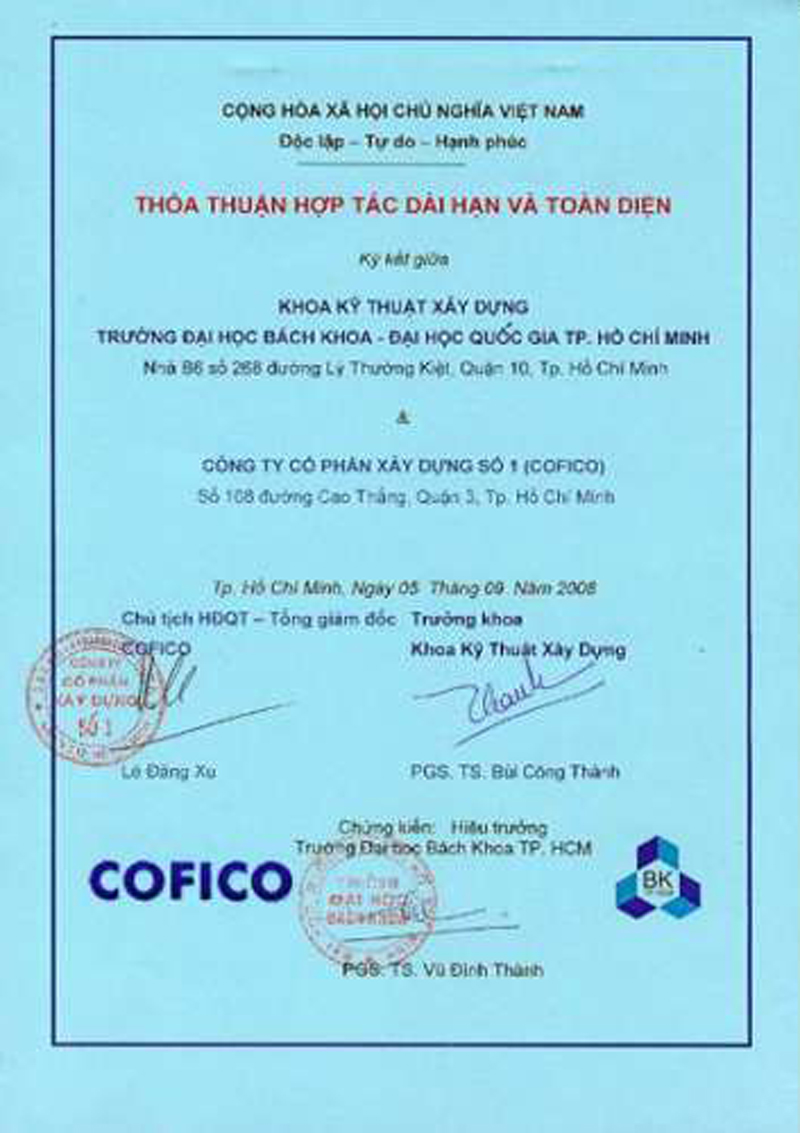 CỘNG HÒA XÃ HỘI CHỦ NGHĨA VIỆT NAM
Độc lập – Tự do – Hạnh phúc
THỎA THUẬN HỢP TÁC DÀI HẠN VÀ TOÀN DIỆN
Ký kết giữa
KHOA KỸ THUẬT XÂY DỰNG
TRƯỜNG ĐẠI HỌC BÁCH KHOA - ĐẠI HỌC QUỐC GIA TP. HỒ CHÍ MINH
Nhà B6 số 268 đường Lý Thường Kiệt, Quận 10, Tp. Hồ Chí Minh
&
CÔNG TY CỔ PHẦN XÂY DỰNG SỐ 1 (COFICO)
Số 108 đường Cao Thắng, Quận 3, Tp. Hồ Chí Minh
Tp. Hồ Chí Minh, Ngày 05 Tháng 09 Năm 2008
Chủ tịch HĐQT – Tổng giám đốc Trưởng khoa
COFICO Khoa Kỹ Thuật Xây Dựng
CÔNG TY
CỔ PHẦN
XÂY DỰNG
SỐ 1
Thanh
Lê Đăng Xu PGS. TS. Bùi Công Thành
Chứng kiến: Hiệu trưởng
Trường Đại học Bách Khoa TP. HCM
COFICO
TRƯỜNG
ĐẠI HỌC
BÁCH KHOA
BK
PGS. TS. Vũ Đình Thành